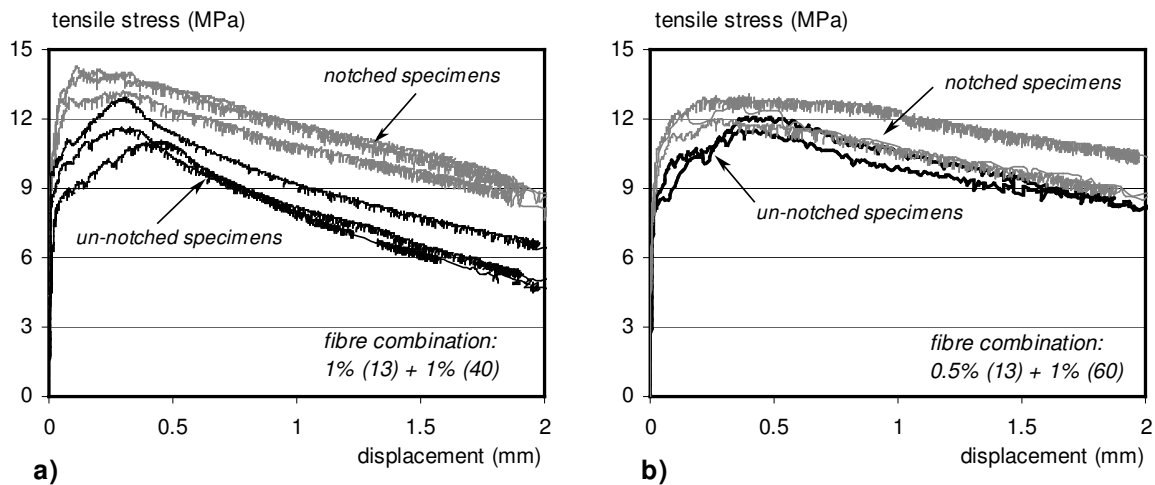 tensile stress (MPa)
15
12
9
6
3
0
notched specimens
un-notched specimens
fibre combination:
1% (13) + 1% (40)
0 0.5 1 1.5 2
displacement (mm)
a)
tensile stress (MPa)
15
12
9
6
3
0
notched specimens
un-notched specimens
fibre combination:
0.5% (13) + 1% (60)
0 0.5 1 1.5 2
displacement (mm)
b)